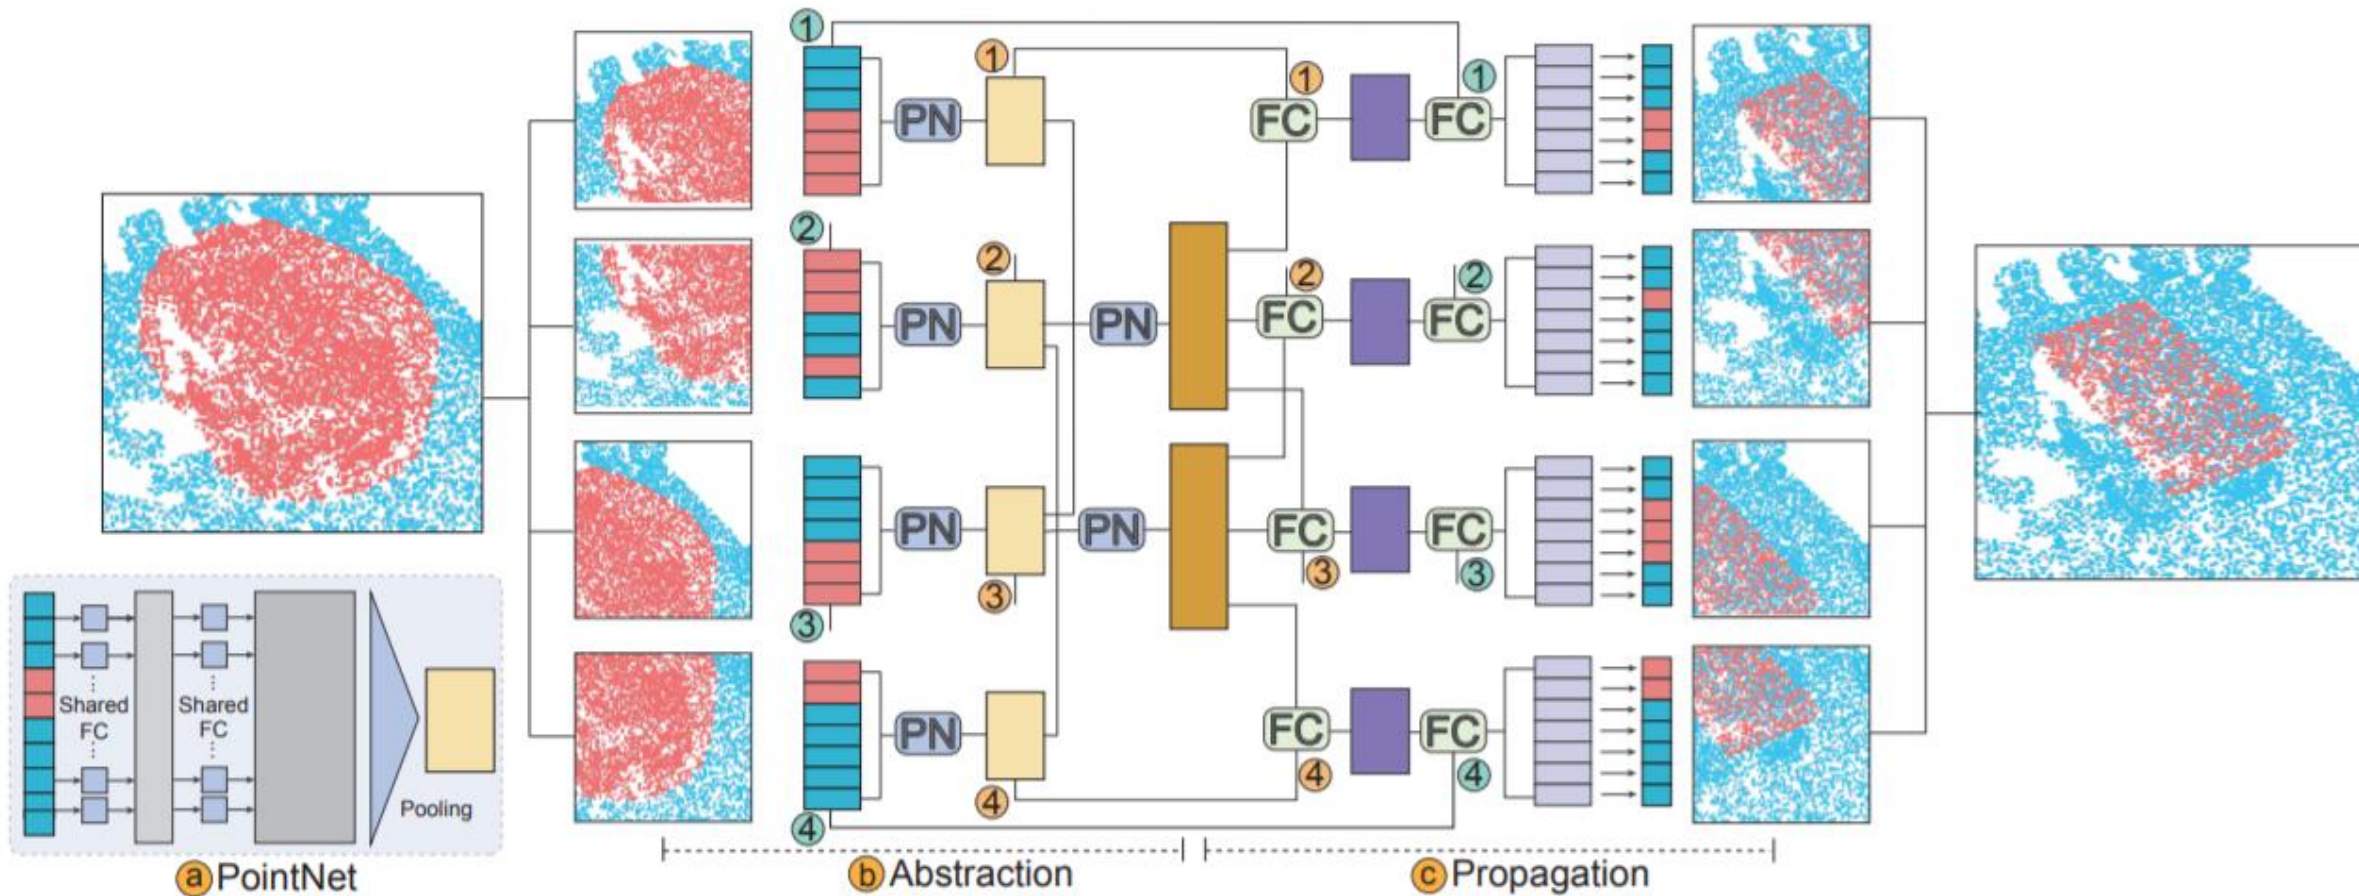 1
1
1
1
PN
FC
FC
2
2
2
2
PN
PN
FC
FC
PN
PN
FC
FC
3
3
3
3
Shared
FC
Shared
FC
Pooling
PN
FC
FC
4
4
4
4
a PointNet
b Abstraction
c Propagation